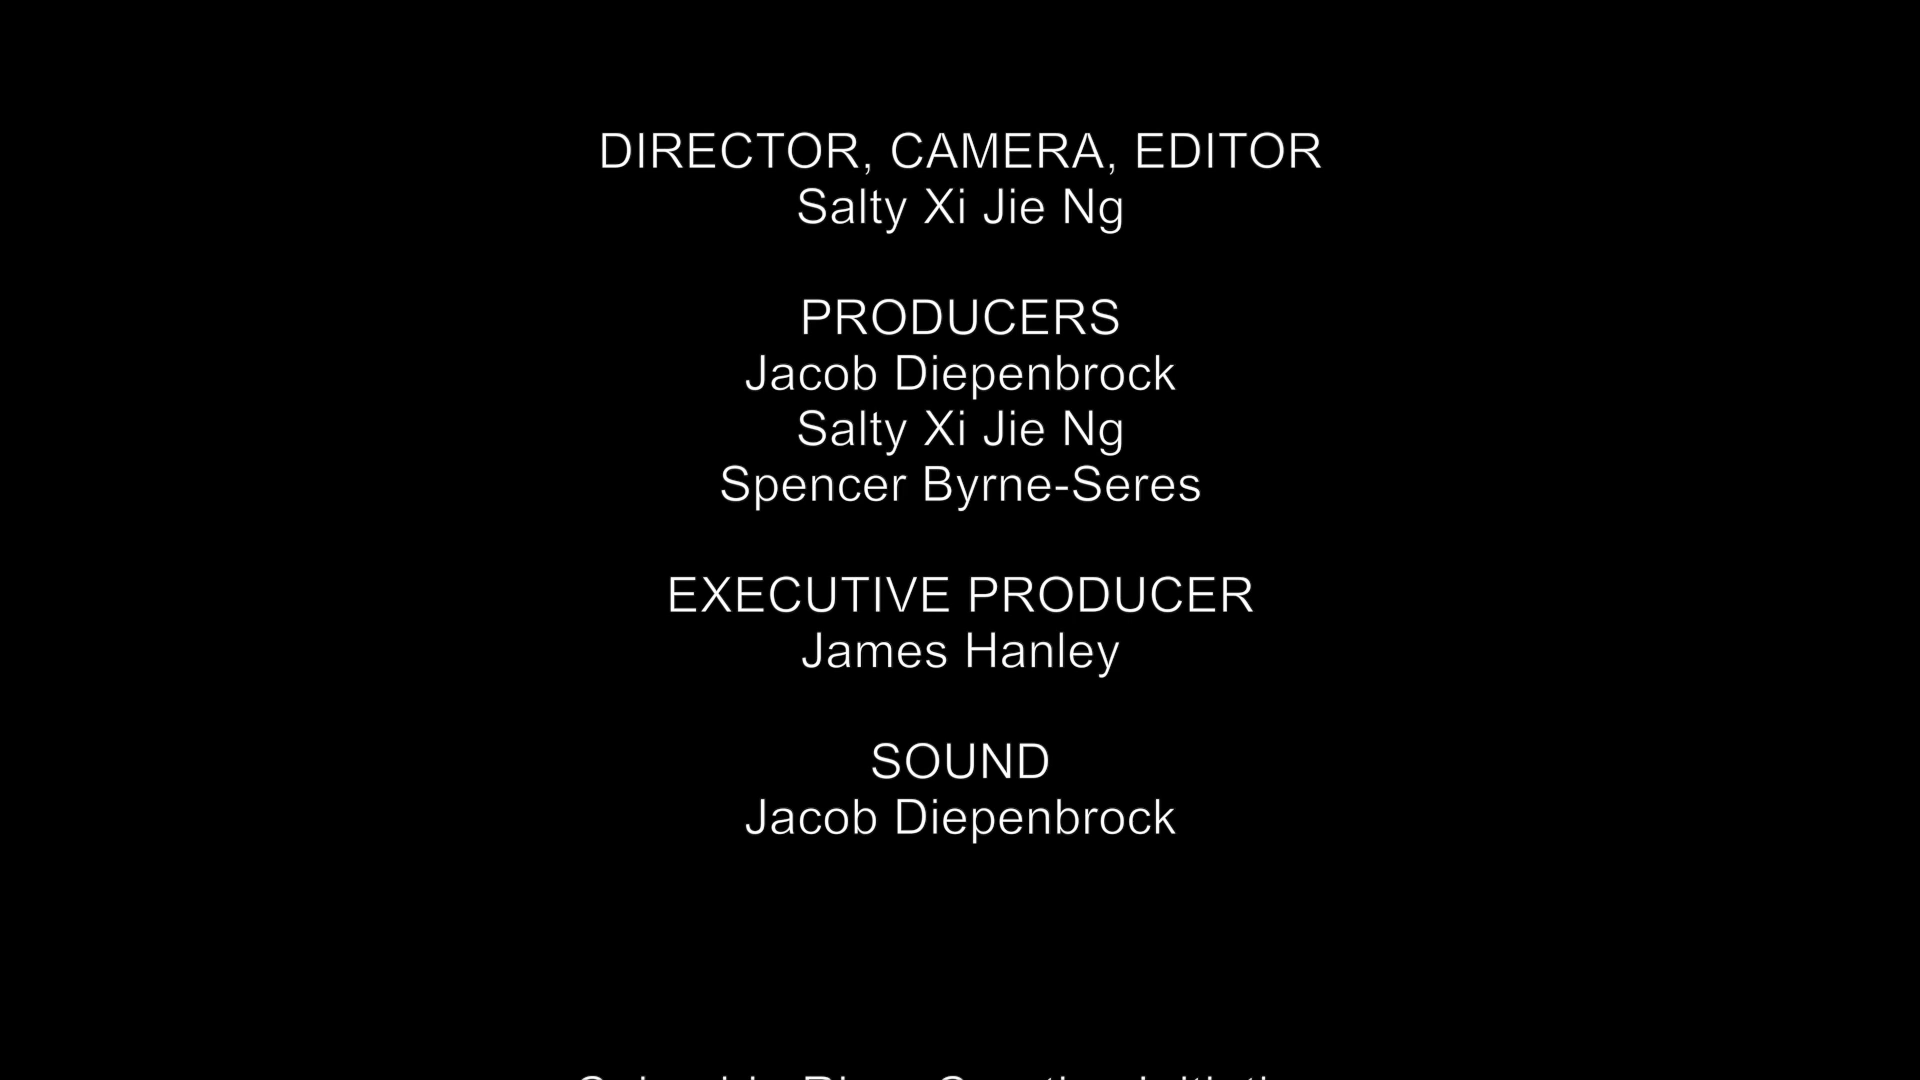 DIRECTOR, CAMERA, EDITOR
Salty Xi Jie Ng
PRODUCERS
Jacob Diepenbrock
Salty Xi Jie Ng
Spencer Byrne-Seres
EXECUTIVE PRODUCER
James Hanley
SOUND
Jacob Diepenbrock